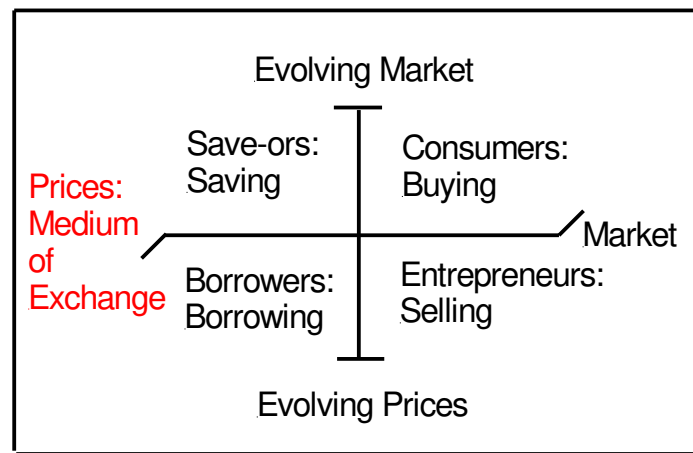 Evolving Market
Save-ors:
Saving
Consumers:
Buying
Prices:
Medium
of
Exchange
Market
Borrowers:
Borrowing
Entrepreneurs:
Selling
Evolving Prices